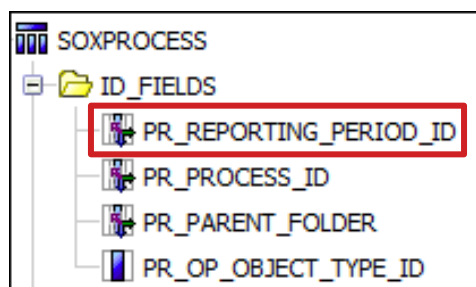 SOXPROCESS
ID_FIELDS
PR_REPORTING_PERIOD_ID
PR_PROCESS_ID
PR_PARENT_FOLDER
PR_OP_OBJECT_TYPE_ID